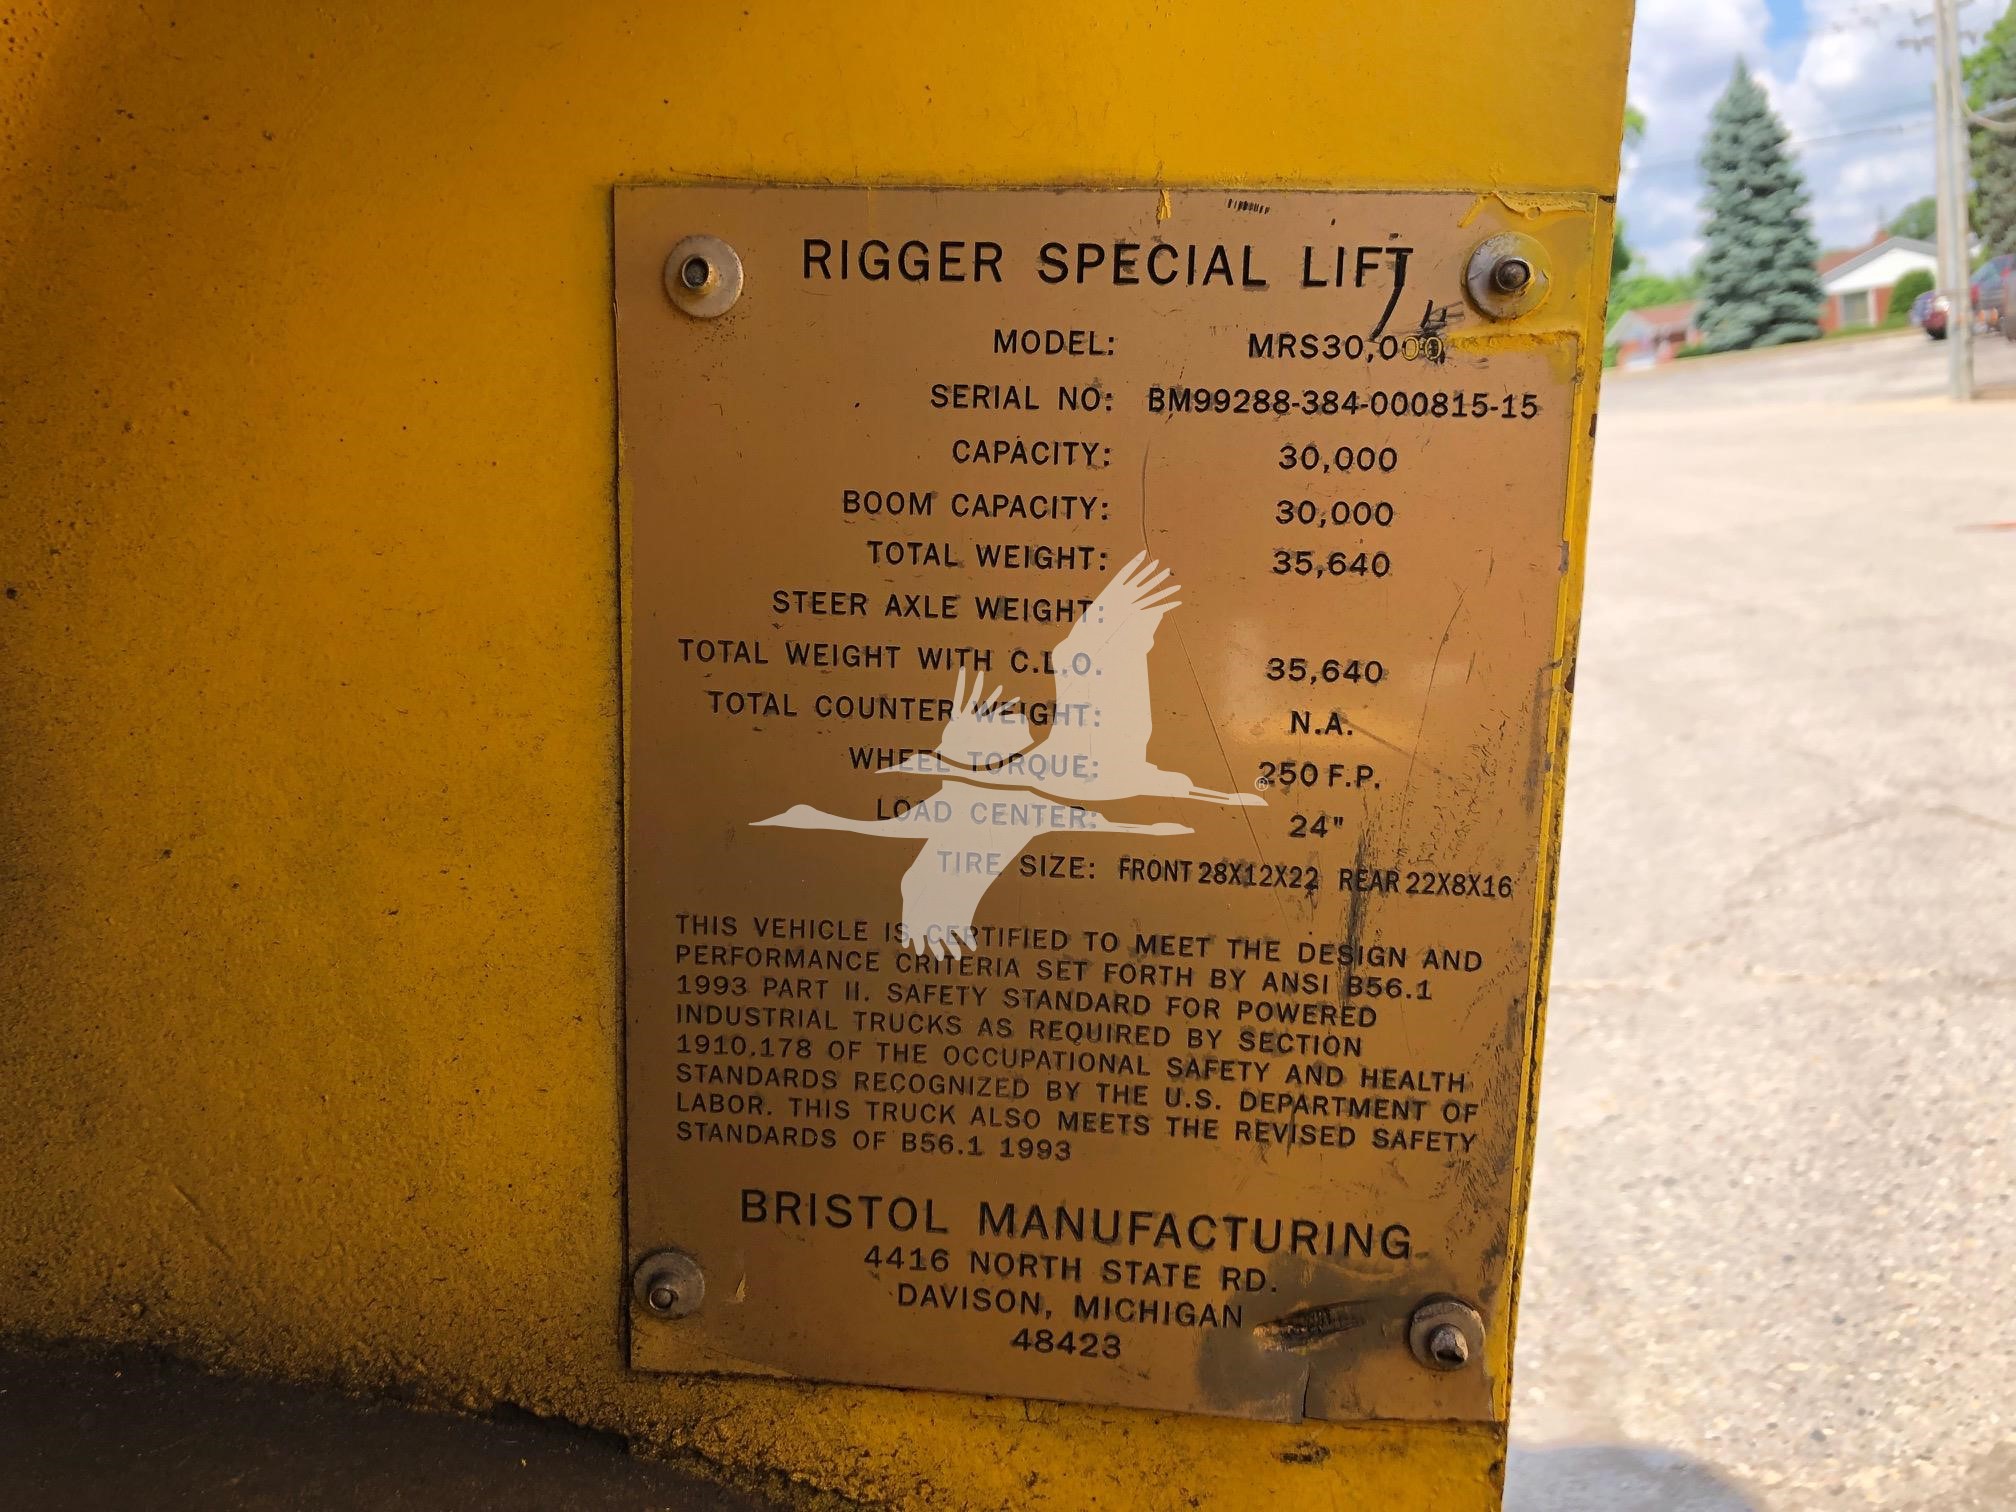 RIGGER SPECIAL LIFT
MODEL: MRS30,000
SERIAL NO: BM99288-384-000815-15
CAPACITY: 30,000
BOOM CAPACITY: 30,000
TOTAL WEIGHT: 35,640
STEER AXLE WEIGHT:
TOTAL WEIGHT WITH C.L.O. 35,640
TOTAL COUNTER WEIGHT: N.A.
WHEEL TORQUE: 250 F.P.
LOAD CENTER: 24"
TIRE SIZE: FRONT 28X12X22 REAR 22X8X16
THIS VEHICLE IS CERTIFIED TO MEET THE DESIGN AND
PERFORMANCE CRITERIA SET FORTH BY ANSI B56.1
1993 PART II. SAFETY STANDARD FOR POWERED
INDUSTRIAL TRUCKS AS REQUIRED BY SECTION
1910.178 OF THE OCCUPATIONAL SAFETY AND HEALTH
STANDARDS RECOGNIZED BY THE U.S. DEPARTMENT OF
LABOR. THIS TRUCK ALSO MEETS THE REVISED SAFETY
STANDARDS OF B56.1 1993
BRISTOL MANUFACTURING
4416 NORTH STATE RD.
DAVISON, MICHIGAN
48423